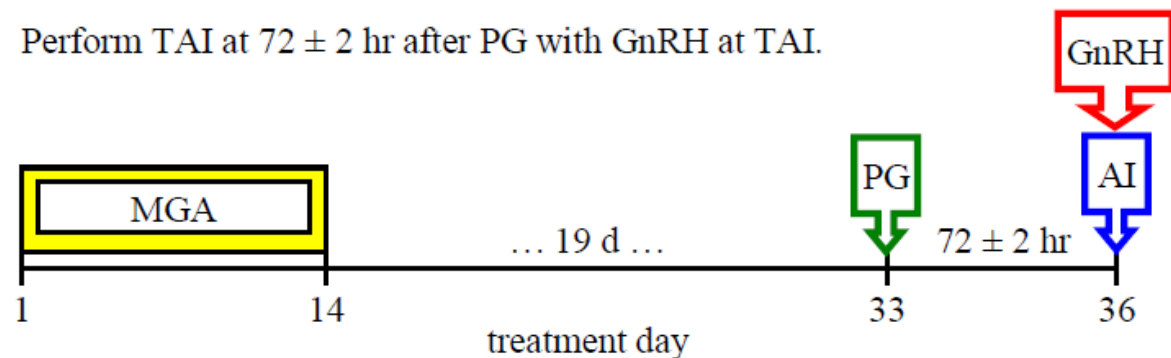 Perform TAI at 72 ± 2 hr after PG with GnRH at TAI.
GnRH
MGA
PG
AI
… 19 d …
72 ± 2 hr
1
14
33
36
treatment day